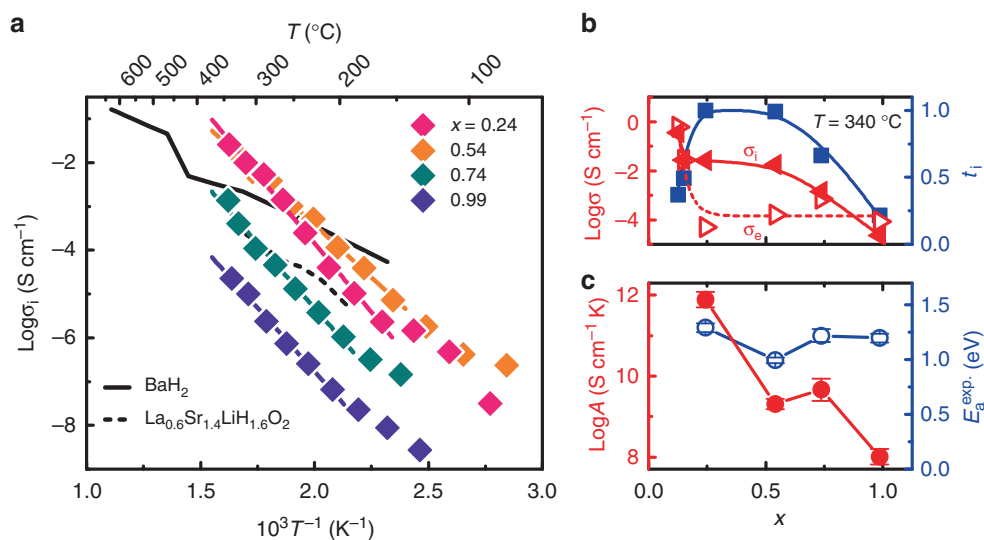 a
T (°C)
600 500 400 300 200 100
Logσi (S cm⁻¹)
−2
−4
−6
−8
x = 0.24
0.54
0.74
0.99
BaH₂
La₀.₆Sr₁.₄LiH₁.₆O₂
1.0 1.5 2.0 2.5 3.0
10³T⁻¹ (K⁻¹)
b
Logσ (S cm⁻¹)
0
−2
−4
T = 340 °C
σi
σe
1.0
0.5
0.0
ti
c
LogA (S cm⁻¹ K)
12
10
8
1.5
1.0
0.5
0.0
Eₐᵉˣᵖ· (eV)
0.0 0.5 1.0
x